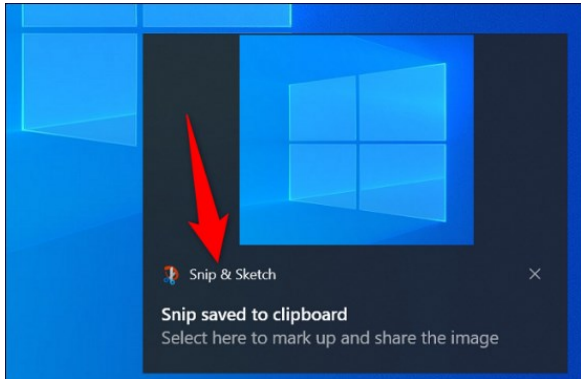 Snip & Sketch
Snip saved to clipboard
Select here to mark up and share the image